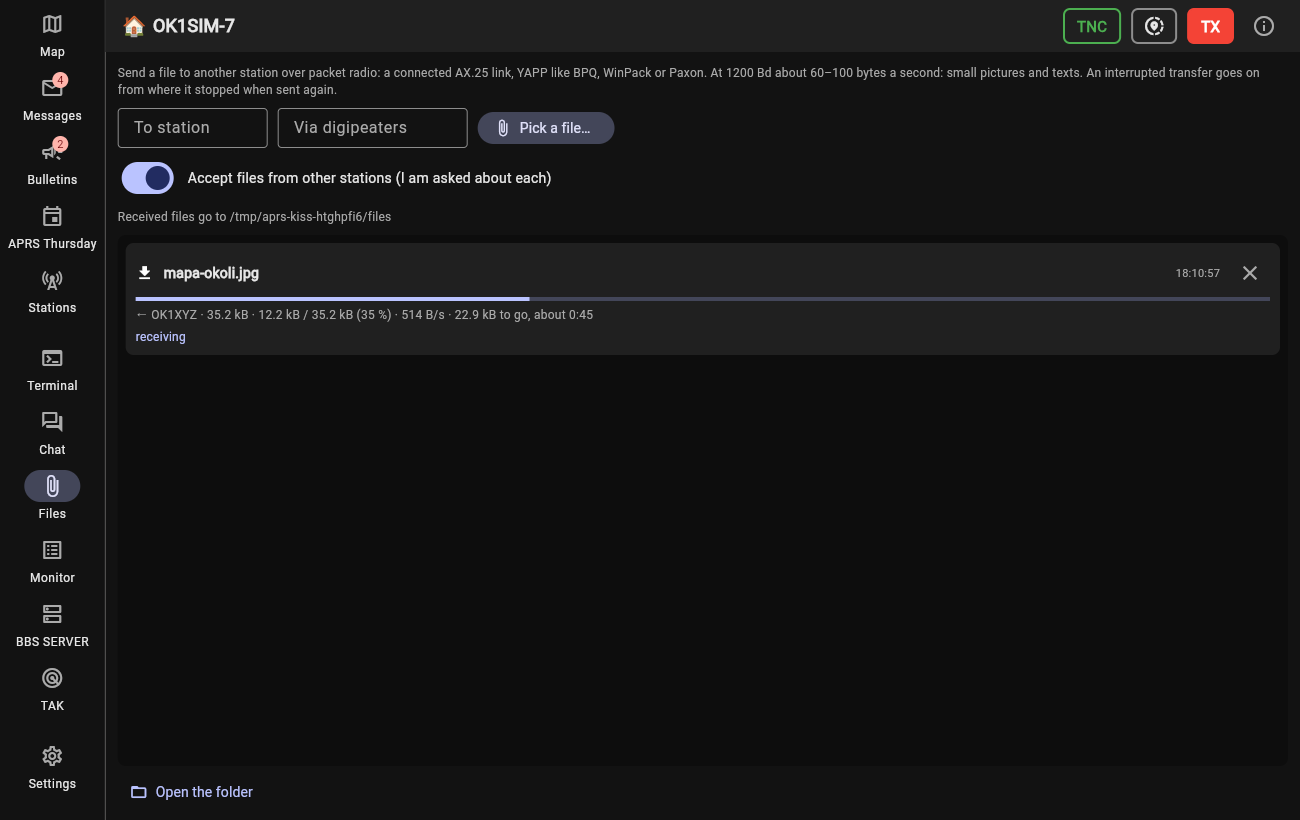 OK1SIM-7
TNC
TX
Map
4
Messages
2
Bulletins
APRS Thursday
Stations
Terminal
Chat
Files
Monitor
BBS SERVER
TAK
Settings
Send a file to another station over packet radio: a connected AX.25 link, YAPP like BPQ, WinPack or Paxon. At 1200 Bd about 60–100 bytes a second: small pictures and texts. An interrupted transfer goes on
from where it stopped when sent again.
To station
Via digipeaters
Pick a file…
Accept files from other stations (I am asked about each)
Received files go to /tmp/aprs-kiss-htghpfi6/files
mapa-okoli.jpg
18:10:57
← OK1XYZ · 35.2 kB · 12.2 kB / 35.2 kB (35 %) · 514 B/s · 22.9 kB to go, about 0:45
receiving
Open the folder